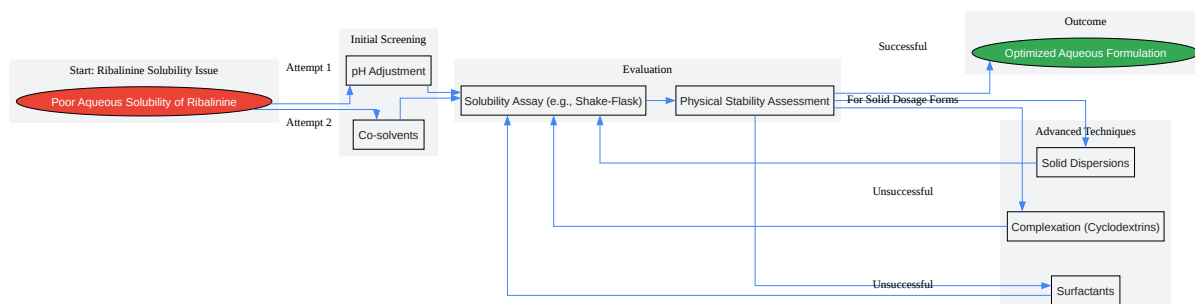 Outcome
Successful
Optimized Aqueous Formulation
Initial Screening
Start: Ribalinine Solubility Issue
Attempt 1
pH Adjustment
Evaluation
Poor Aqueous Solubility of Ribalinine
Solubility Assay (e.g., Shake-Flask)
Physical Stability Assessment
For Solid Dosage Forms
Attempt 2
Co-solvents
Advanced Techniques
Solid Dispersions
Unsuccessful
Complexation (Cyclodextrins)
Unsuccessful
Surfactants